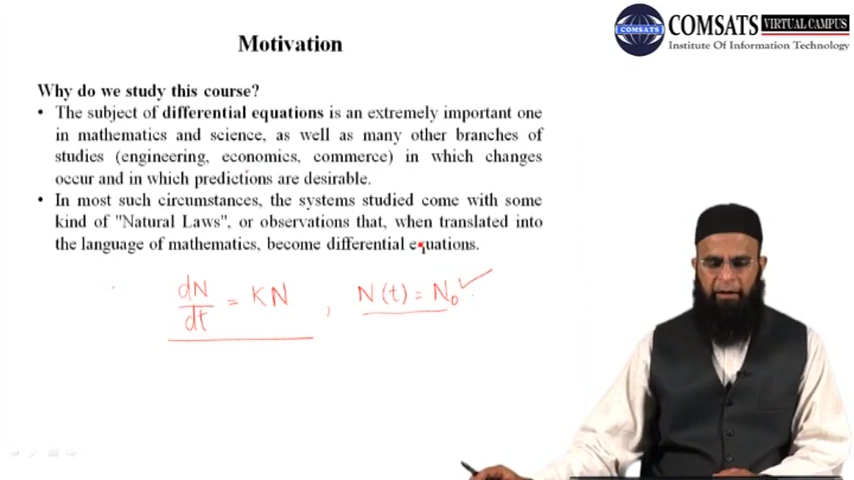 COMSATS
COMSATS VIRTUAL CAMPUS
Institute Of Information Technology
Motivation
Why do we study this course?
• The subject of differential equations is an extremely important one
in mathematics and science, as well as many other branches of
studies (engineering, economics, commerce) in which changes
occur and in which predictions are desirable.
• In most such circumstances, the systems studied come with some
kind of "Natural Laws", or observations that, when translated into
the language of mathematics, become differential equations.
dN/dt = KN , N(t) = N₀ ✓